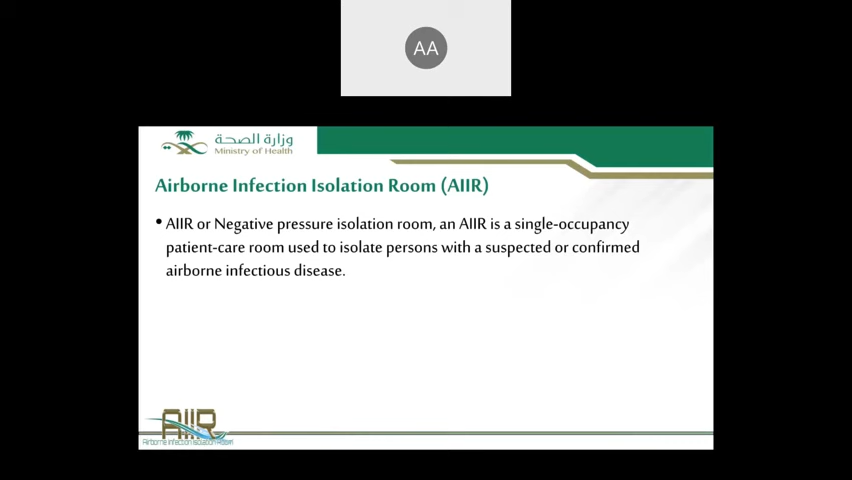 AA
وزارة الصحة
Ministry of Health
Airborne Infection Isolation Room (AIIR)
• AIIR or Negative pressure isolation room, an AIIR is a single-occupancy
patient-care room used to isolate persons with a suspected or confirmed
airborne infectious disease.
AIIR
Airborne Infection Isolation Room